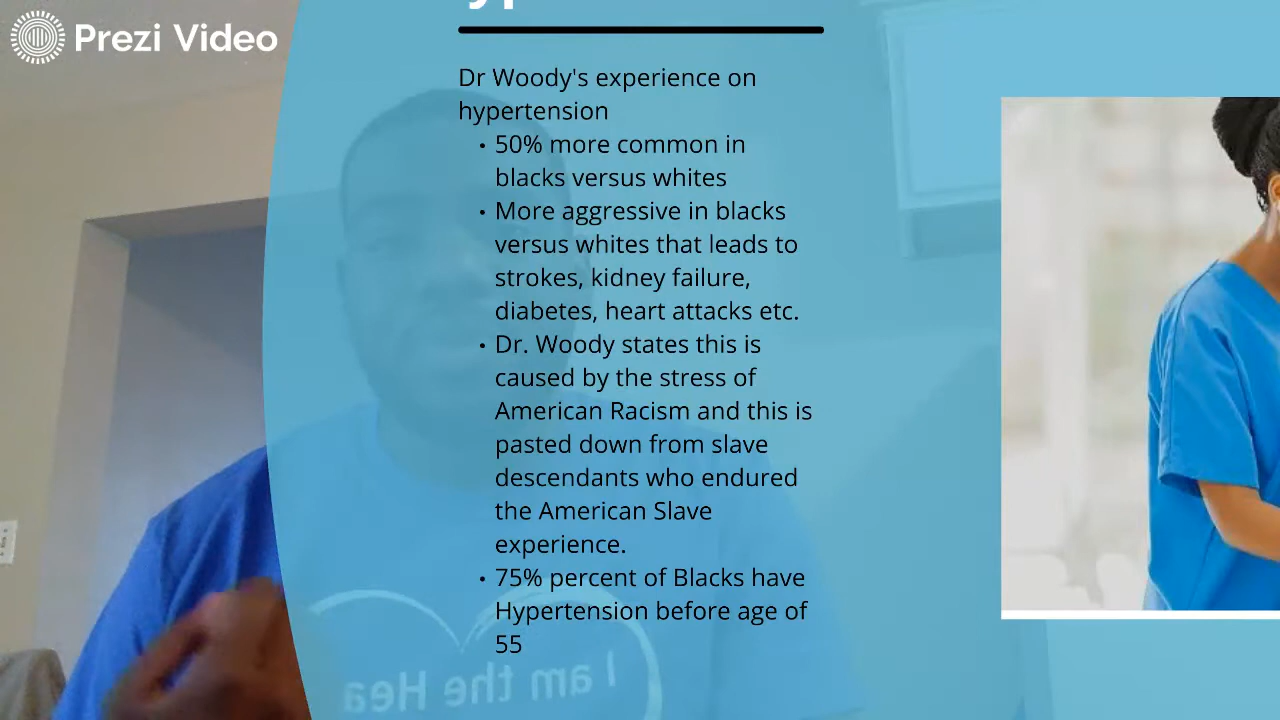 Prezi Video
Dr Woody's experience on
hypertension
• 50% more common in
blacks versus whites
• More aggressive in blacks
versus whites that leads to
strokes, kidney failure,
diabetes, heart attacks etc.
• Dr. Woody states this is
caused by the stress of
American Racism and this is
pasted down from slave
descendants who endured
the American Slave
experience.
• 75% percent of Blacks have
Hypertension before age of
55
I am the Hea